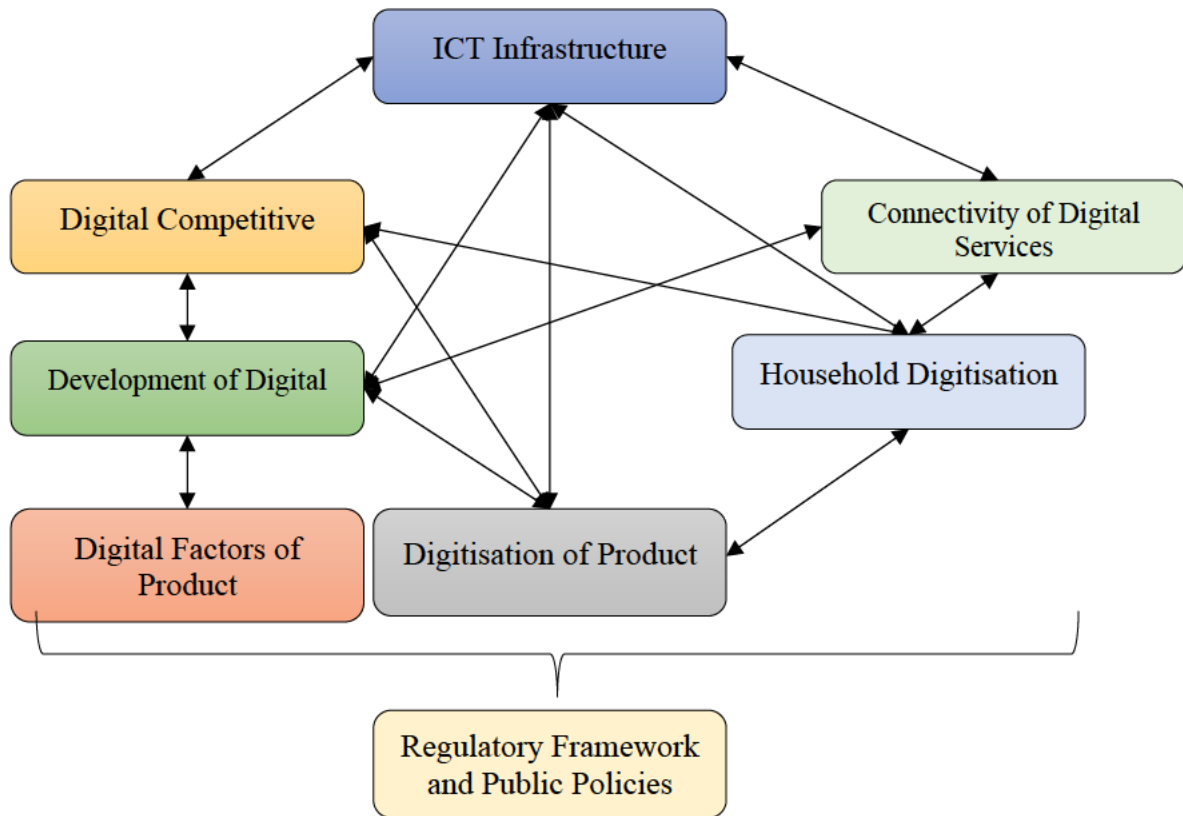 ICT Infrastructure
Digital Competitive
Connectivity of Digital
Services
Development of Digital
Household Digitisation
Digital Factors of
Product
Digitisation of Product
Regulatory Framework
and Public Policies